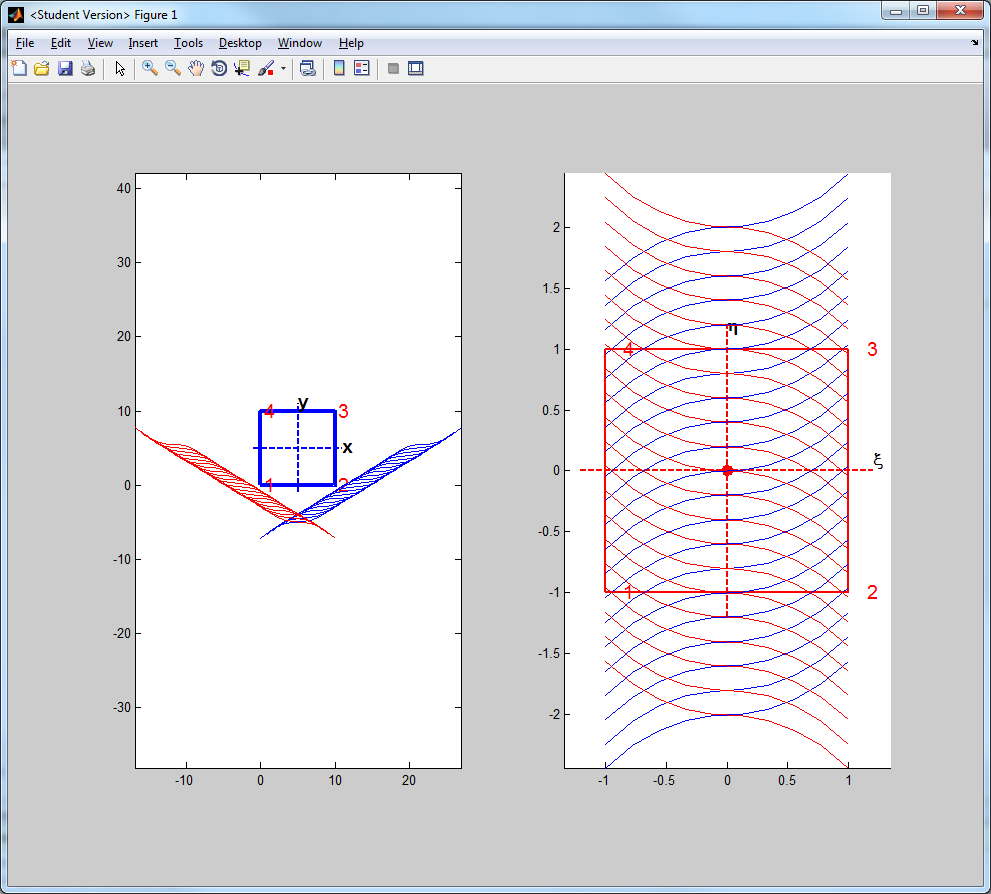 <Student Version> Figure 1
File Edit View Insert Tools Desktop Window Help
40
30
20
10
0
-10
-20
-30
-10 0 10 20
4 y 3
x
1 2
2
1.5
1
0.5
0
-0.5
-1
-1.5
-2
-1 -0.5 0 0.5 1
η
4 3
ξ
1 2